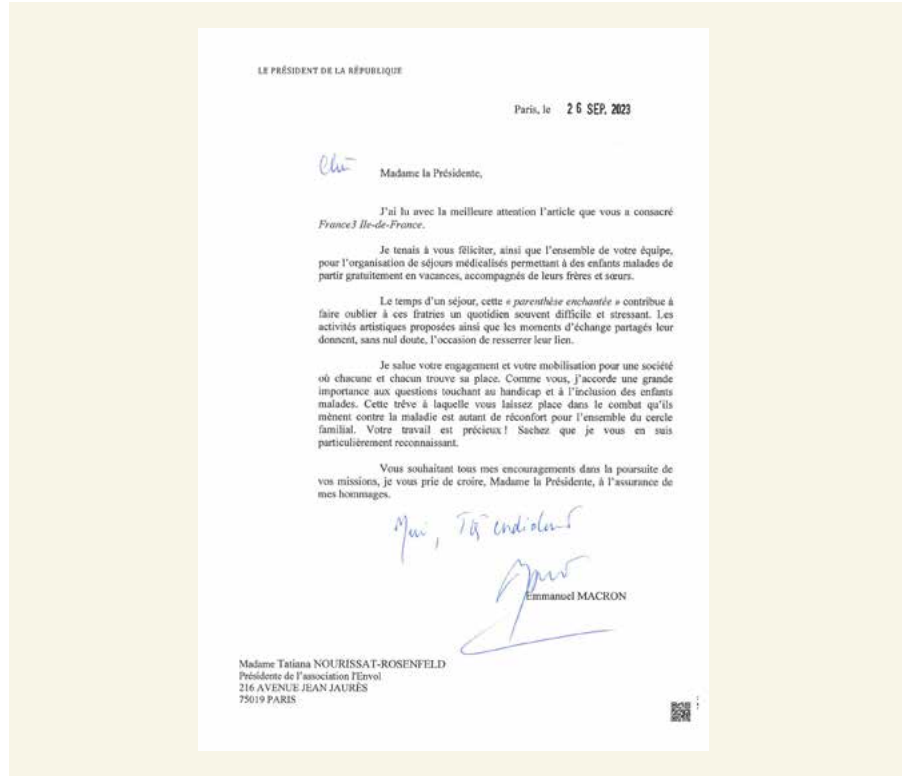 LE PRÉSIDENT DE LA RÉPUBLIQUE
Paris, le 26 SEP. 2023
Madame la Présidente,
J'ai lu avec la meilleure attention l'article que vous a consacré
France3 Ile-de-France.
Je tenais à vous féliciter, ainsi que l'ensemble de votre équipe,
pour l'organisation de séjours médicalisés permettant à des enfants malades de
partir gratuitement en vacances, accompagnés de leurs frères et sœurs.
Le temps d'un séjour, cette « parenthèse enchantée » contribue à
faire oublier à ces fratries un quotidien souvent difficile et stressant. Les
activités artistiques proposées ainsi que les moments d'échange partagés leur
donnent, sans nul doute, l'occasion de resserrer leur lien.
Je salue votre engagement et votre mobilisation pour une société
où chacune et chacun trouve sa place. Comme vous, j'accorde une grande
importance aux questions touchant au handicap et à l'inclusion des enfants
malades. Cette trêve à laquelle vous laissez place dans le combat qu'ils
mènent contre la maladie est autant de réconfort pour l'ensemble du cercle
familial. Votre travail est précieux ! Sachez que je vous en suis
particulièrement reconnaissant.
Vous souhaitant tous mes encouragements dans la poursuite de
vos missions, je vous prie de croire, Madame la Présidente, à l'assurance de
mes hommages.
Emmanuel MACRON
Madame Tatiana NOURISSAT-ROSENFELD
Présidente de l'association l'Envol
216 AVENUE JEAN JAURÈS
75019 PARIS